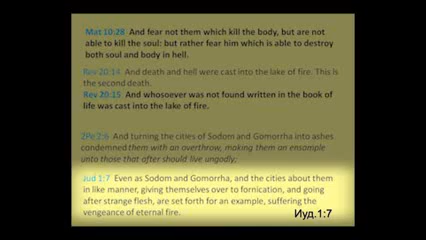 Mat 10:28 And fear not them which kill the body, but are not
able to kill the soul: but rather fear him which is able to destroy
both soul and body in hell.
Rev 20:14 And death and hell were cast into the lake of fire. This is
the second death.
Rev 20:15 And whosoever was not found written in the book of
life was cast into the lake of fire.
2Pe 2:6 And turning the cities of Sodom and Gomorrha into ashes
condemned them with an overthrow, making them an ensample
unto those that after should live ungodly;
Jud 1:7 Even as Sodom and Gomorrha, and the cities about them
in like manner, giving themselves over to fornication, and going
after strange flesh, are set forth for an example, suffering the
vengeance of eternal fire.
Иуд.1:7